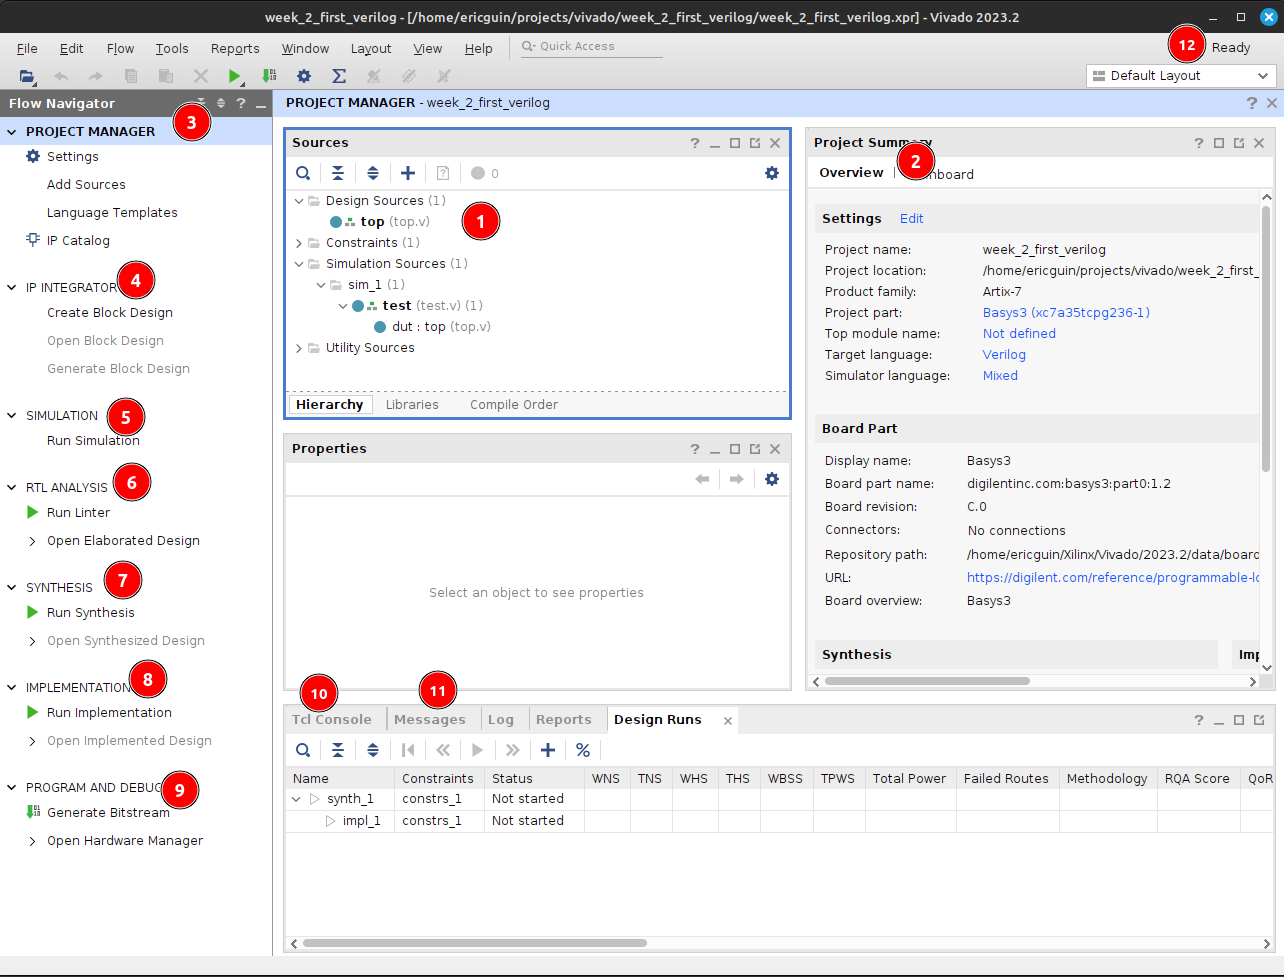 week_2_first_verilog - [/home/ericguin/projects/vivado/week_2_first_verilog/week_2_first_verilog.xpr] - Vivado 2023.2
File Edit Flow Tools Reports Window Layout View Help Quick Access
12 Ready
Default Layout
Flow Navigator
3
PROJECT MANAGER
Settings
Add Sources
Language Templates
IP Catalog
IP INTEGRATOR 4
Create Block Design
Open Block Design
Generate Block Design
SIMULATION 5
Run Simulation
RTL ANALYSIS 6
Run Linter
Open Elaborated Design
SYNTHESIS 7
Run Synthesis
Open Synthesized Design
IMPLEMENTATION 8
Run Implementation
Open Implemented Design
PROGRAM AND DEBUG 9
Generate Bitstream
Open Hardware Manager
PROJECT MANAGER - week_2_first_verilog
Sources
0
Design Sources (1)
top (top.v) 1
Constraints (1)
Simulation Sources (1)
sim_1 (1)
test (test.v) (1)
dut : top (top.v)
Utility Sources
Hierarchy Libraries Compile Order
Properties
Select an object to see properties
Project Summary
2
Overview
Settings Edit
Project name: week_2_first_verilog
Project location: /home/ericguin/projects/vivado/week_2_first_
Product family: Artix-7
Project part: Basys3 (xc7a35tcpg236-1)
Top module name: Not defined
Target language: Verilog
Simulator language: Mixed
Board Part
Display name: Basys3
Board part name: digilentinc.com:basys3:part0:1.2
Board revision: C.0
Connectors: No connections
Repository path: /home/ericguin/Xilinx/Vivado/2023.2/data/board
URL: https://digilent.com/reference/programmable-lo
Board overview: Basys3
Synthesis Imp
10 11
Tcl Console Messages Log Reports Design Runs
Name Constraints Status WNS TNS WHS THS WBSS TPWS Total Power Failed Routes Methodology RQA Score QoR
synth_1 constrs_1 Not started
impl_1 constrs_1 Not started